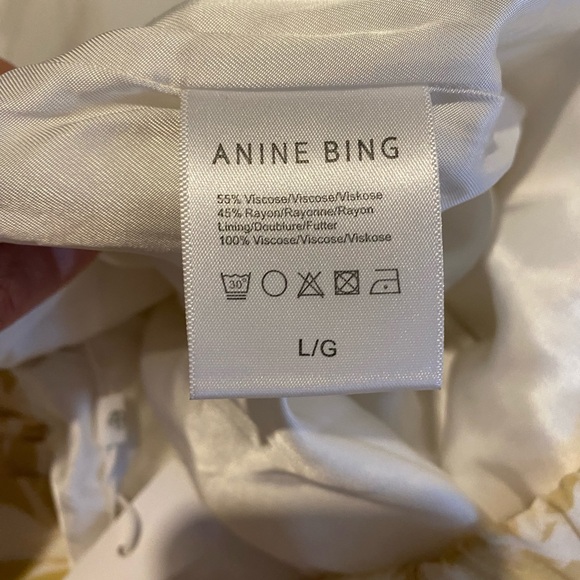 ANINE BING
55% Viscose/Viscose/Viskose
45% Rayon/Rayonne/Rayon
Lining/Doublure/Futter
100% Viscose/Viscose/Viskose
30°
L/G